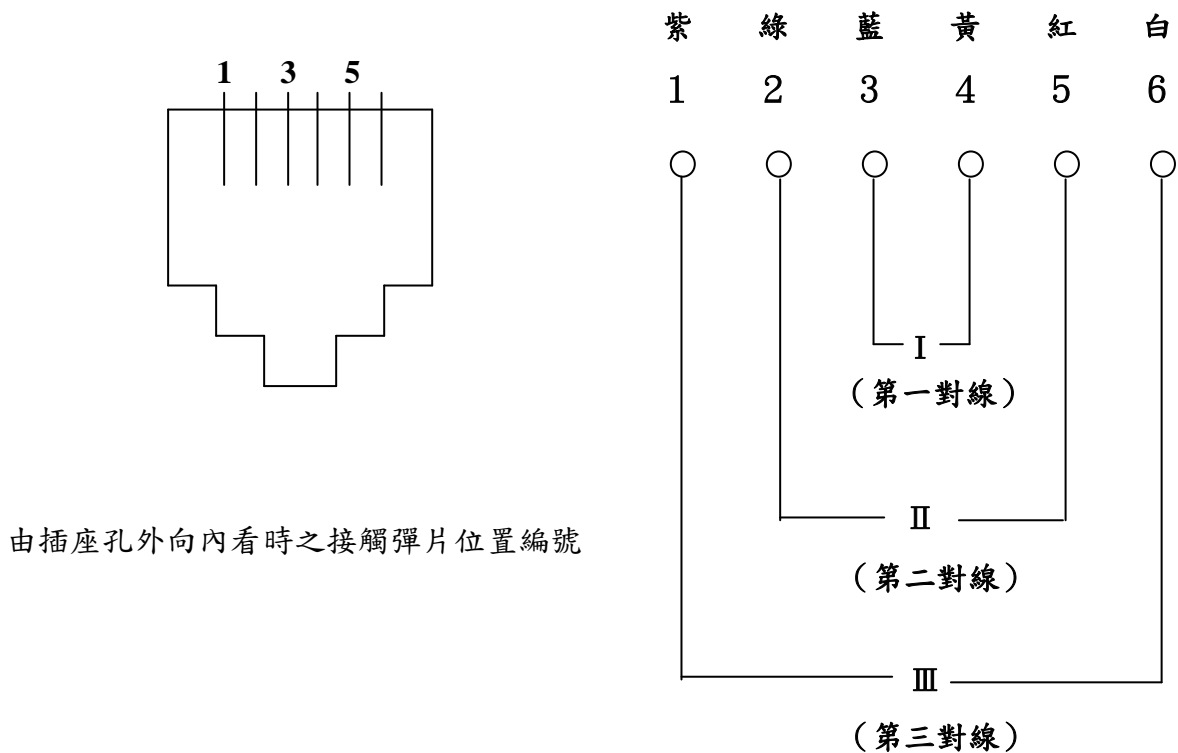 1 3 5
由插座孔外向內看時之接觸彈片位置編號
紫 綠 藍 黃 紅 白
1 2 3 4 5 6
Ⅰ
（第一對線）
Ⅱ
（第二對線）
Ⅲ
（第三對線）